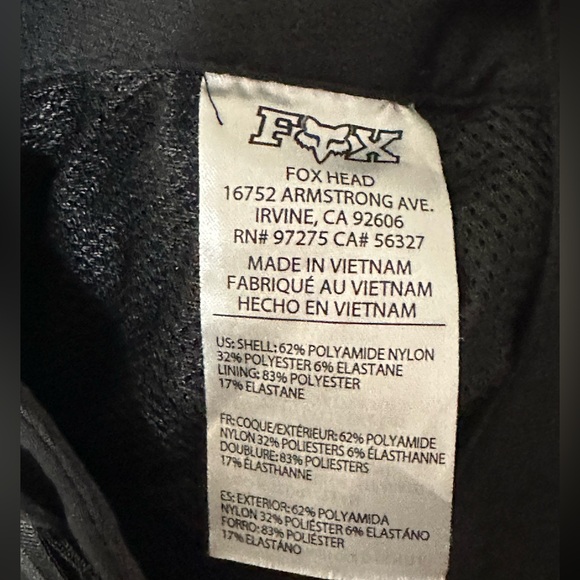 FOX
FOX HEAD
16752 ARMSTRONG AVE.
IRVINE, CA 92606
RN# 97275 CA# 56327
MADE IN VIETNAM
FABRIQUÉ AU VIETNAM
HECHO EN VIETNAM
US: SHELL: 62% POLYAMIDE NYLON
32% POLYESTER 6% ELASTANE
LINING: 83% POLYESTER
17% ELASTANE
FR: COQUE/EXTÉRIEUR: 62% POLYAMIDE
NYLON 32% POLIESTERS 6% ÉLASTHANNE
DOUBLURE: 83% POLIESTERS
17% ÉLASTHANNE
ES: EXTERIOR: 62% POLYAMIDA
NYLON 32% POLIÉSTER 6% ELASTÁNO
FORRO: 83% POLIÉSTER
17% ELASTÁNO